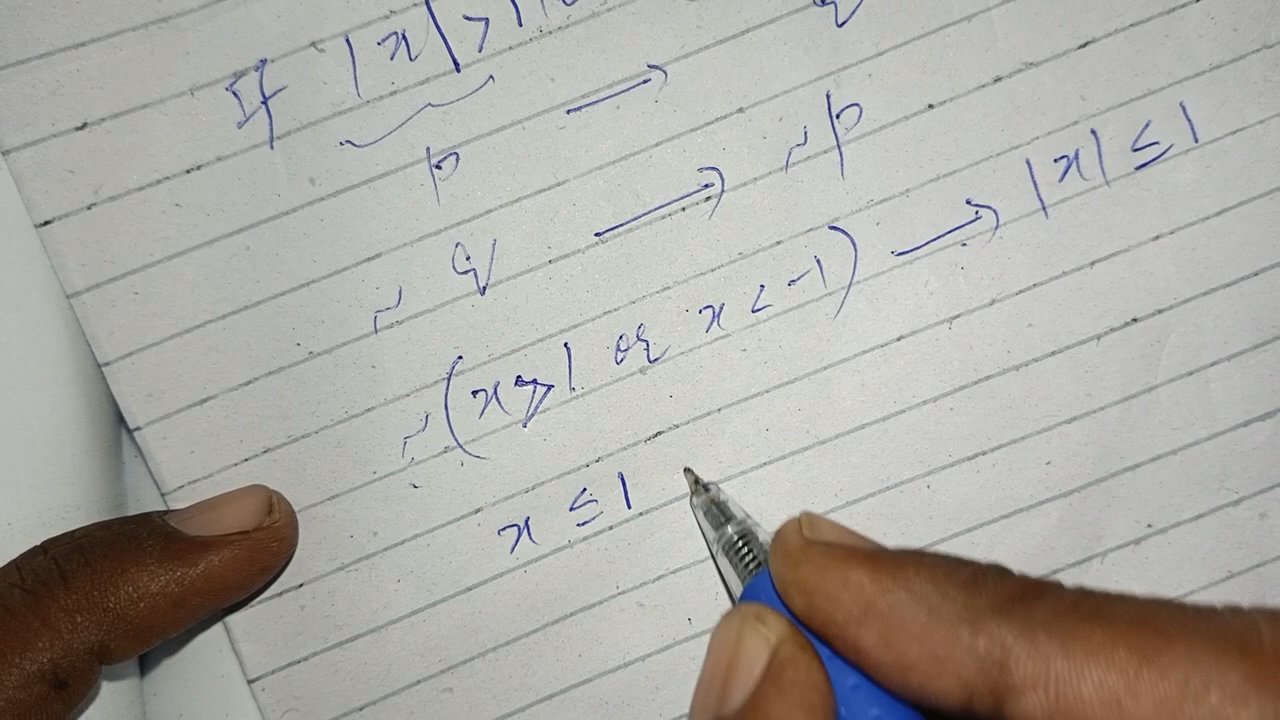 If |x| > 1
p → q
~q → ~p
~(x > 1 or x < -1) → |x| ≤ 1
x ≤ 1